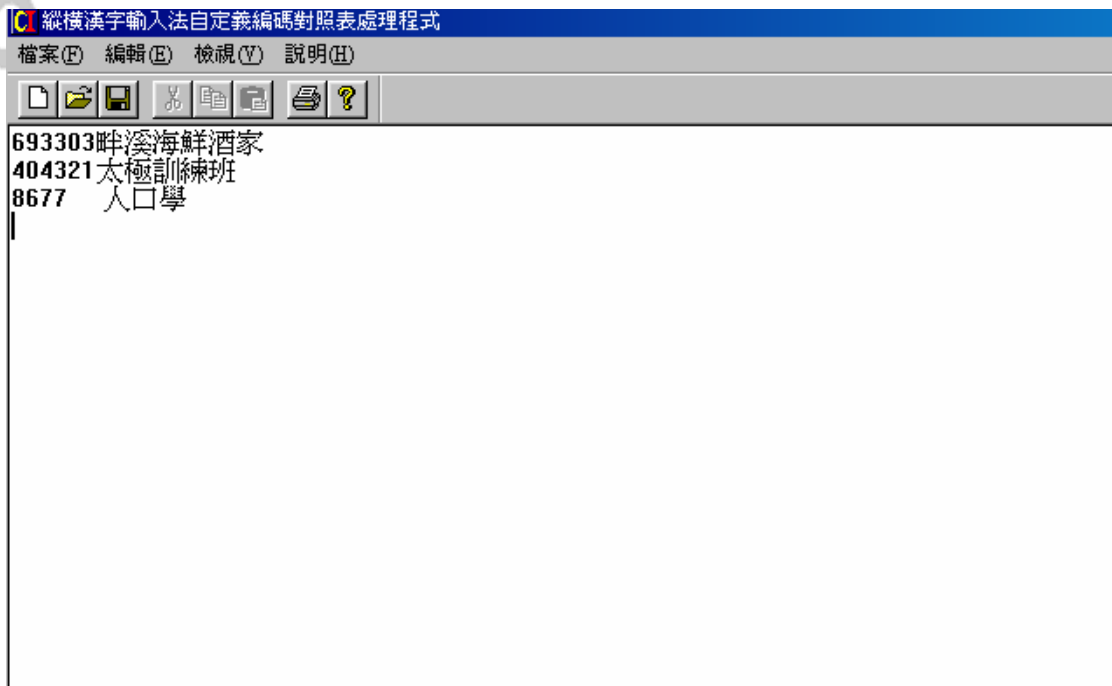 CI 縱橫漢字輸入法自定義編碼對照表處理程式
檔案(F) 編輯(E) 檢視(V) 說明(H)
693303畔溪海鮮酒家
404321太極訓練班
8677 人口學